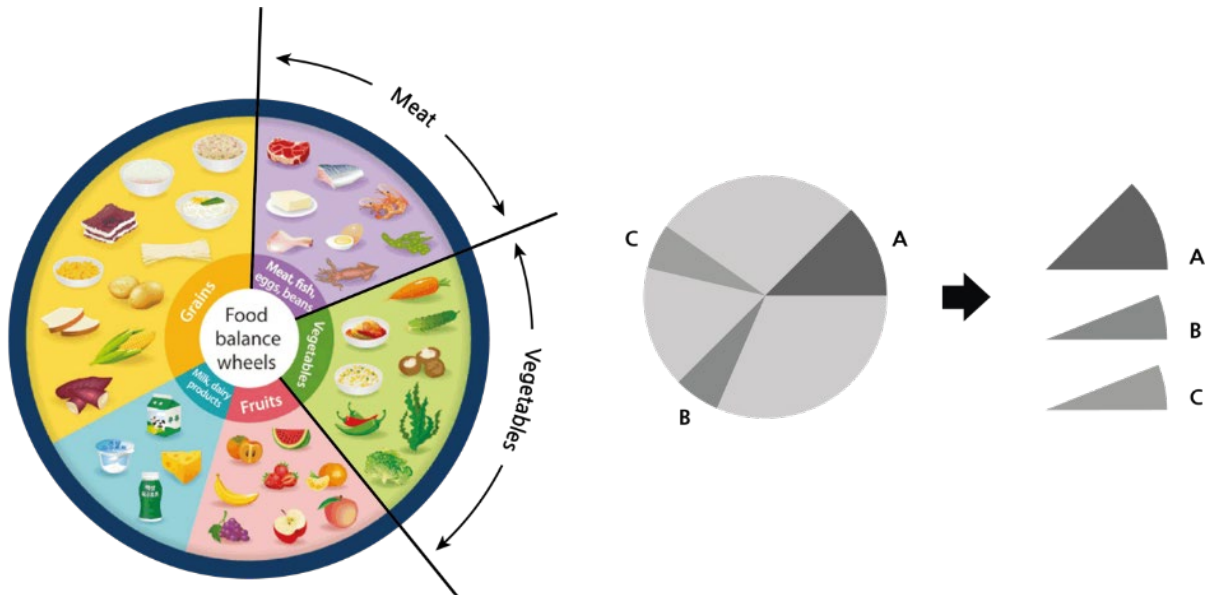 Meat
Vegetables
Grains
Meat, fish,
eggs, beans
Vegetables
Fruits
Milk, dairy
products
Food
balance
wheels
C
A
B
A
B
C